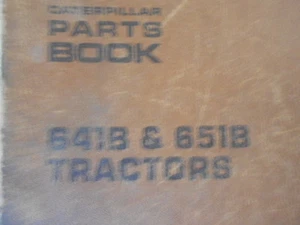 CATERPILLAR
PARTS
BOOK
641B & 651B
TRACTORS